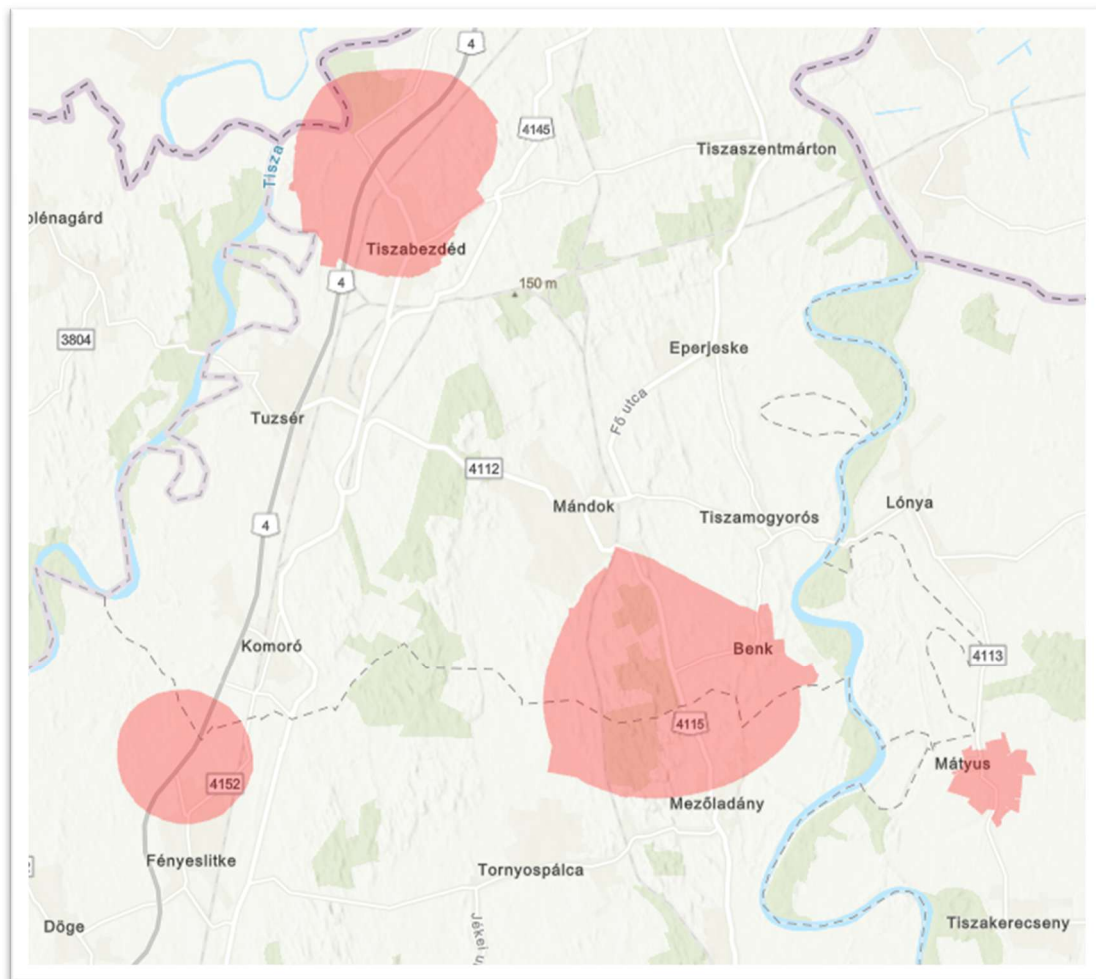 4
4145
Tiszaszentmárton
Tisza
Tiszabezdéd
4
150 m
3804
Eperjeske
Fő utca
Tuzsér
4112
Mándok
Tiszamogyorós
Lónya
4
Komoró
Benk
4113
4115
4152
Mátyus
Mezőladány
Fényeslitke
Tornyospálca
Döge
Tiszakerecseny